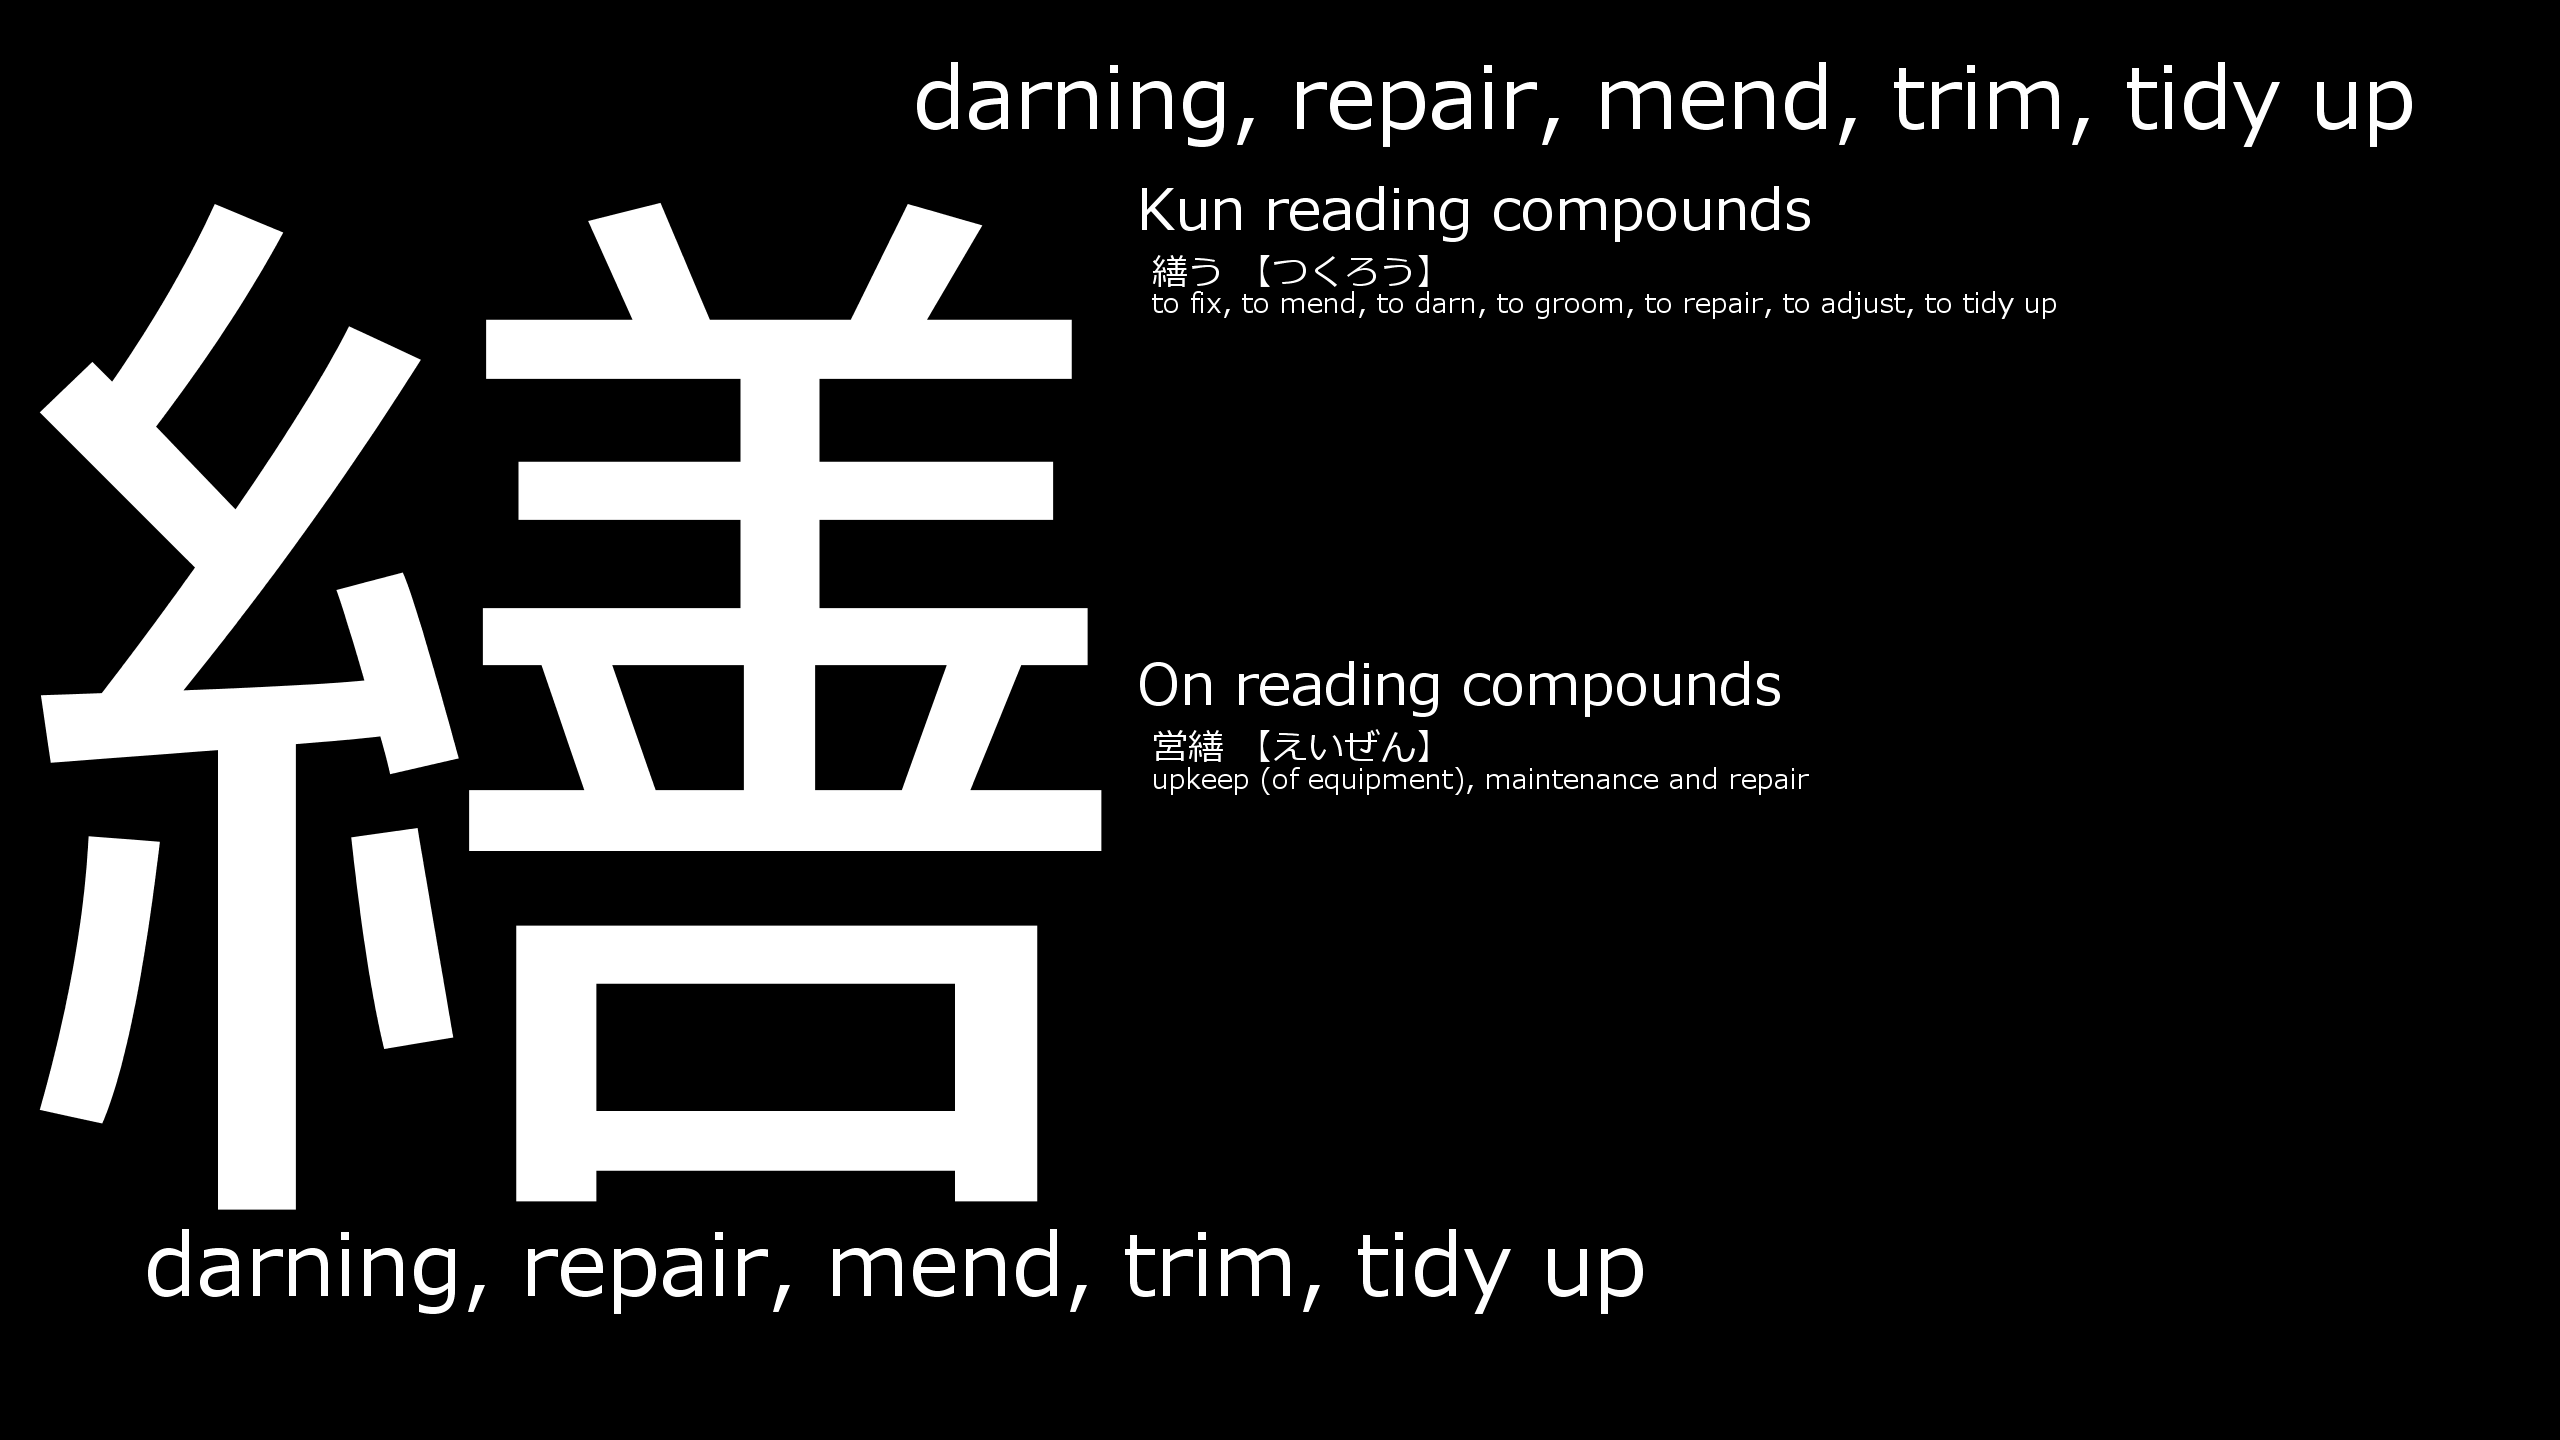 darning, repair, mend, trim, tidy up
繕
Kun reading compounds
繕う 【つくろう】
to fix, to mend, to darn, to groom, to repair, to adjust, to tidy up
On reading compounds
営繕 【えいぜん】
upkeep (of equipment), maintenance and repair
darning, repair, mend, trim, tidy up